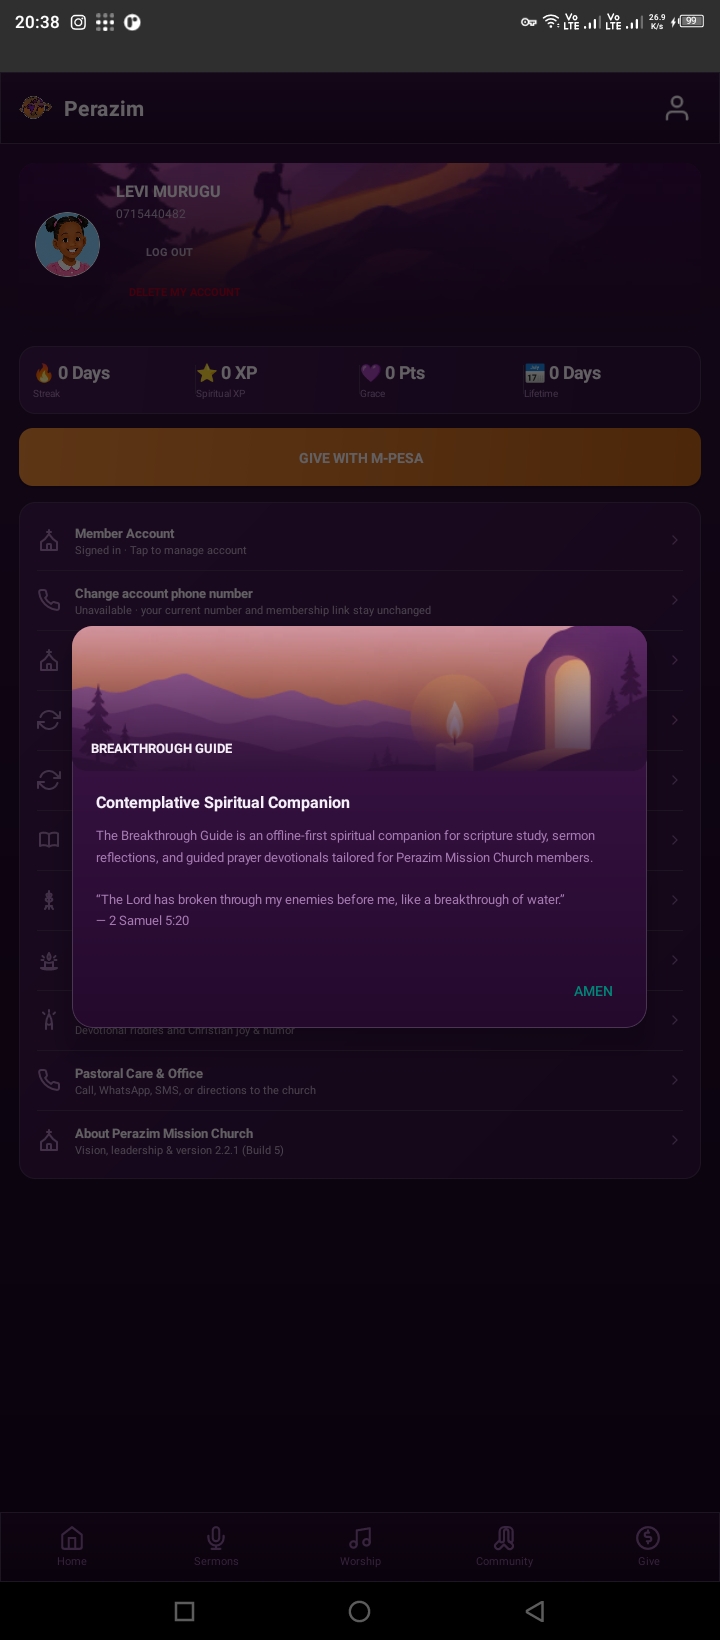 20:38
Vo LTE
Vo LTE
26.9 K/s
99
Perazim
LEVI MURUGU
0715440482
LOG OUT
DELETE MY ACCOUNT
🔥 0 Days
Streak
⭐ 0 XP
Spiritual XP
💜 0 Pts
Grace
📅 0 Days
Lifetime
GIVE WITH M-PESA
Member Account
Signed in · Tap to manage account
Change account phone number
Unavailable · your current number and membership link stay unchanged
BREAKTHROUGH GUIDE
Contemplative Spiritual Companion
The Breakthrough Guide is an offline-first spiritual companion for scripture study, sermon
reflections, and guided prayer devotionals tailored for Perazim Mission Church members.
“The Lord has broken through my enemies before me, like a breakthrough of water.”
— 2 Samuel 5:20
AMEN
Devotional riddles and Christian joy & humor
Pastoral Care & Office
Call, WhatsApp, SMS, or directions to the church
About Perazim Mission Church
Vision, leadership & version 2.2.1 (Build 5)
Home
Sermons
Worship
Community
Give